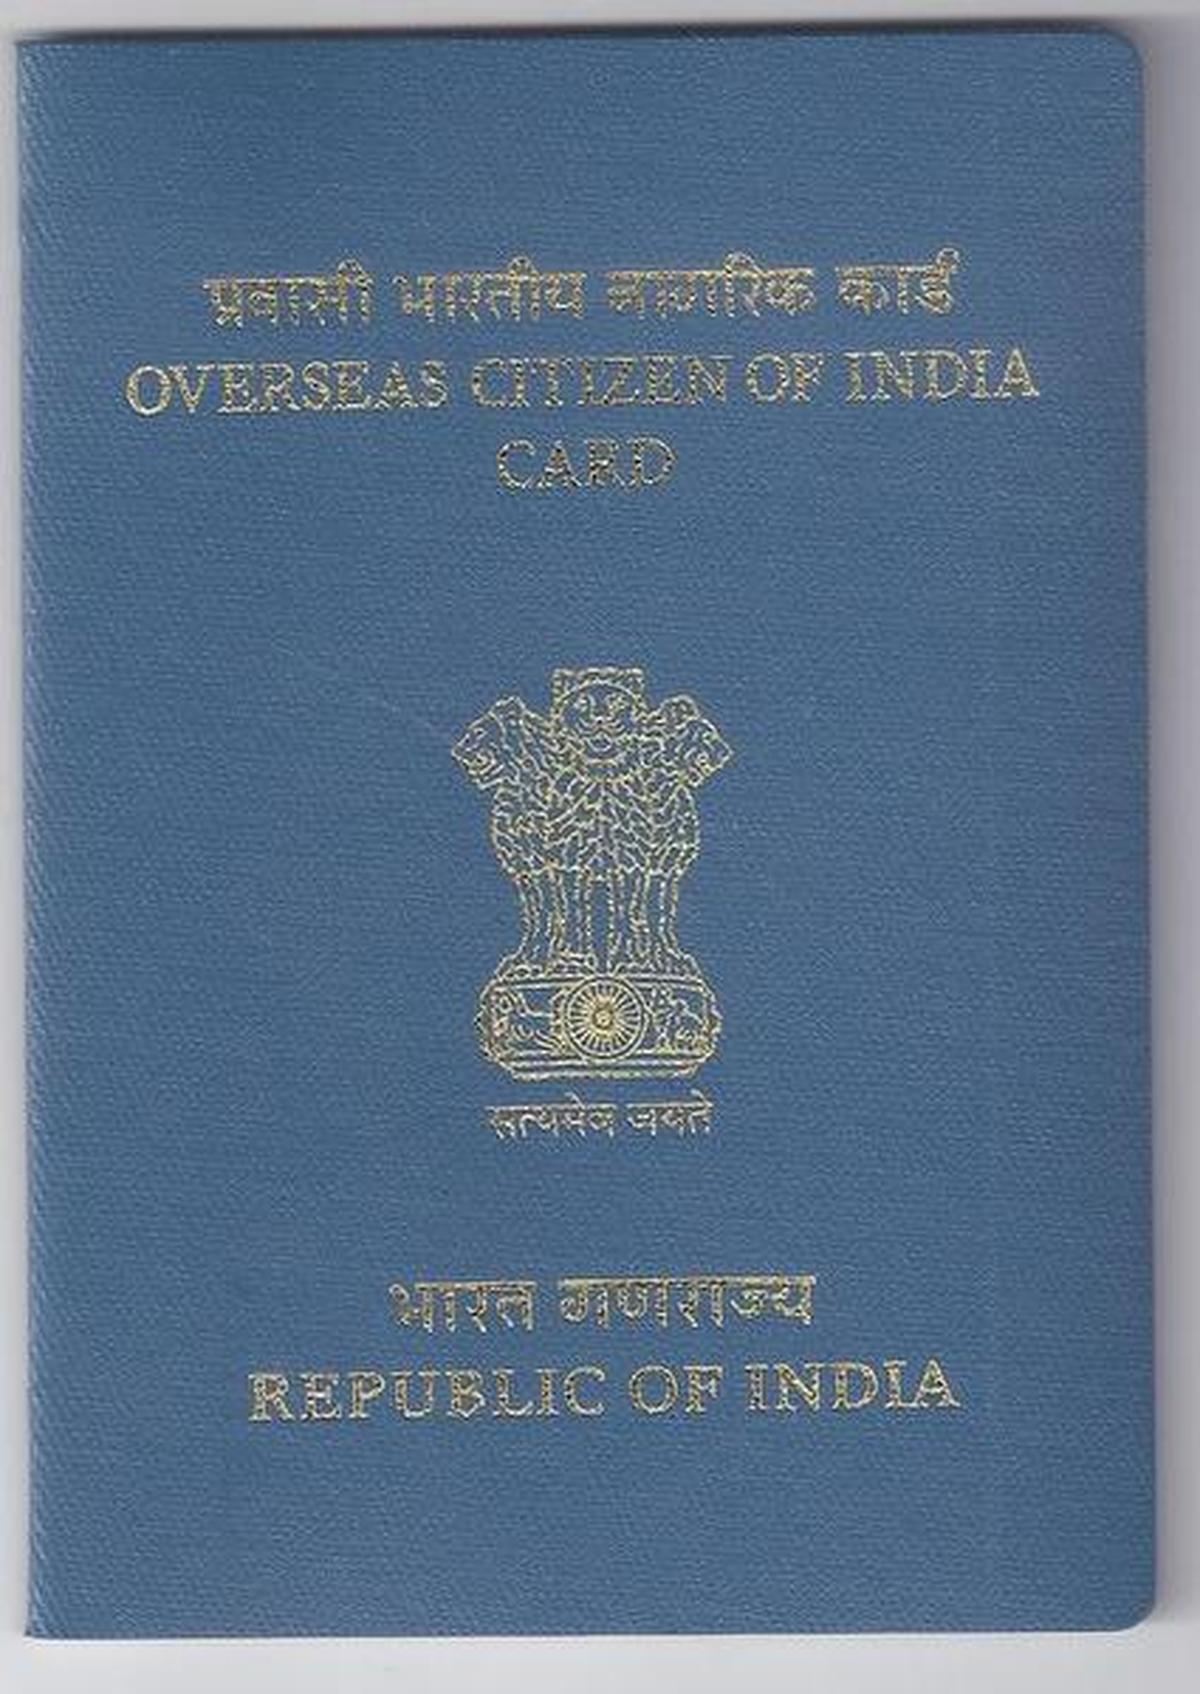 प्रवासी भारतीय नागरिक कार्ड
OVERSEAS CITIZEN OF INDIA
CARD
सत्यमेव जयते
भारत गणराज्य
REPUBLIC OF INDIA